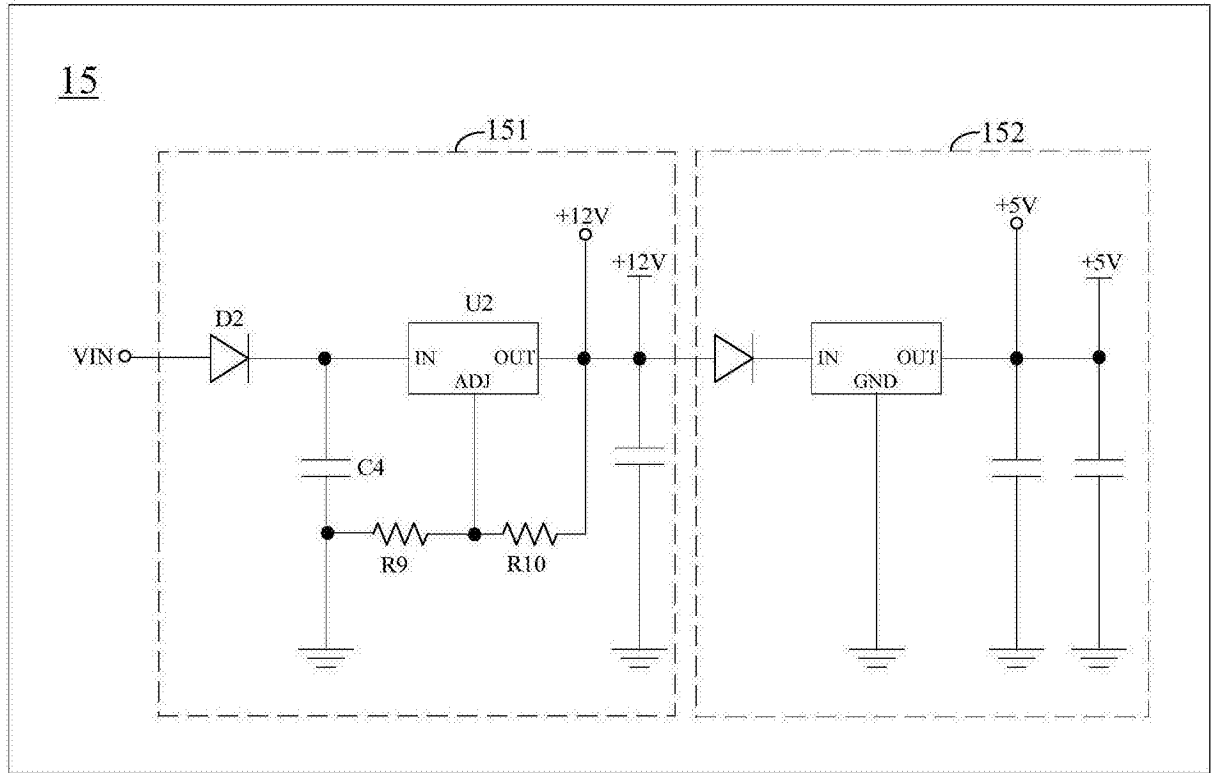 15
151
152
+12V
+5V
+12V
+5V
U2
D2
VIN
IN
OUT
ADJ
IN
OUT
GND
C4
R9
R10